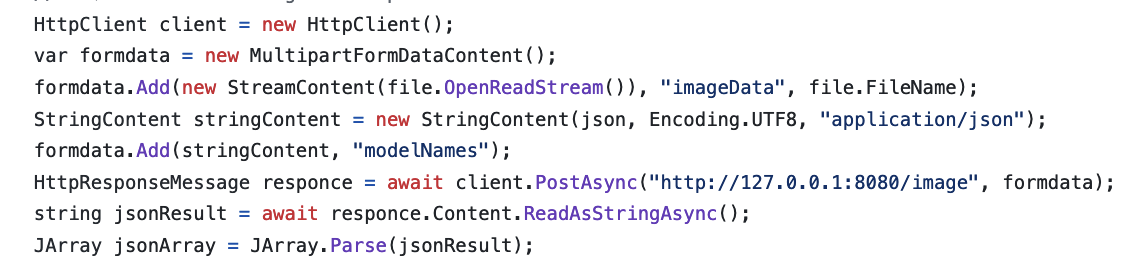 HttpClient client = new HttpClient();
var formdata = new MultipartFormDataContent();
formdata.Add(new StreamContent(file.OpenReadStream()), "imageData", file.FileName);
StringContent stringContent = new StringContent(json, Encoding.UTF8, "application/json");
formdata.Add(stringContent, "modelNames");
HttpResponseMessage responce = await client.PostAsync("http://127.0.0.1:8080/image", formdata);
string jsonResult = await responce.Content.ReadAsStringAsync();
JArray jsonArray = JArray.Parse(jsonResult);